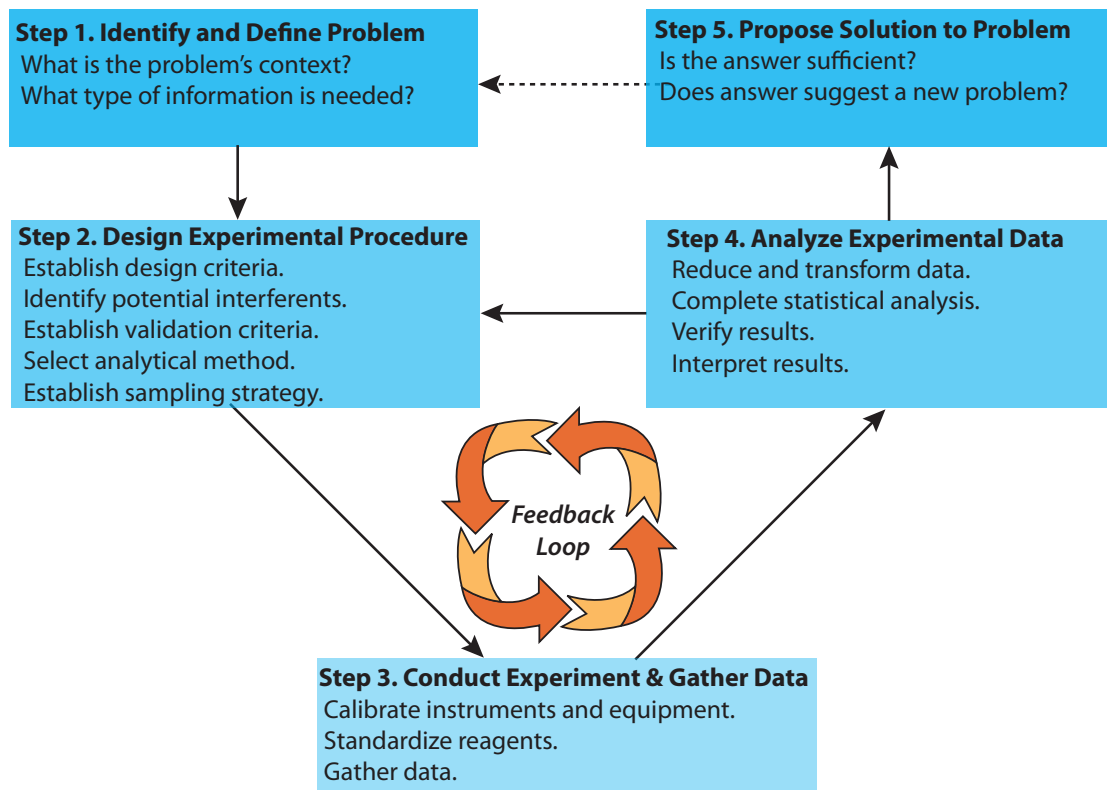 Step 1. Identify and Define Problem
What is the problem’s context?
What type of information is needed?
Step 5. Propose Solution to Problem
Is the answer sufficient?
Does answer suggest a new problem?
Step 2. Design Experimental Procedure
Establish design criteria.
Identify potential interferents.
Establish validation criteria.
Select analytical method.
Establish sampling strategy.
Step 4. Analyze Experimental Data
Reduce and transform data.
Complete statistical analysis.
Verify results.
Interpret results.
Feedback
Loop
Step 3. Conduct Experiment & Gather Data
Calibrate instruments and equipment.
Standardize reagents.
Gather data.